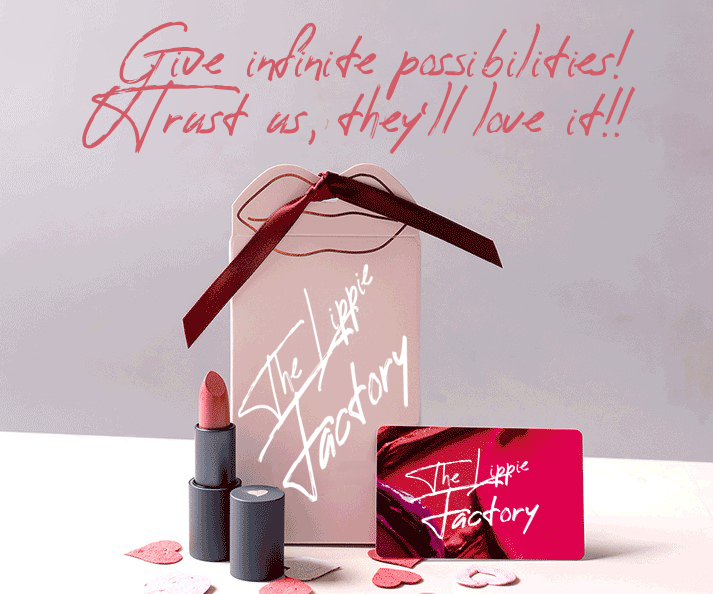 Give infinite possibilities!
Trust us, they'll love it!!
The Lippie
Factory
The Lippie
Factory